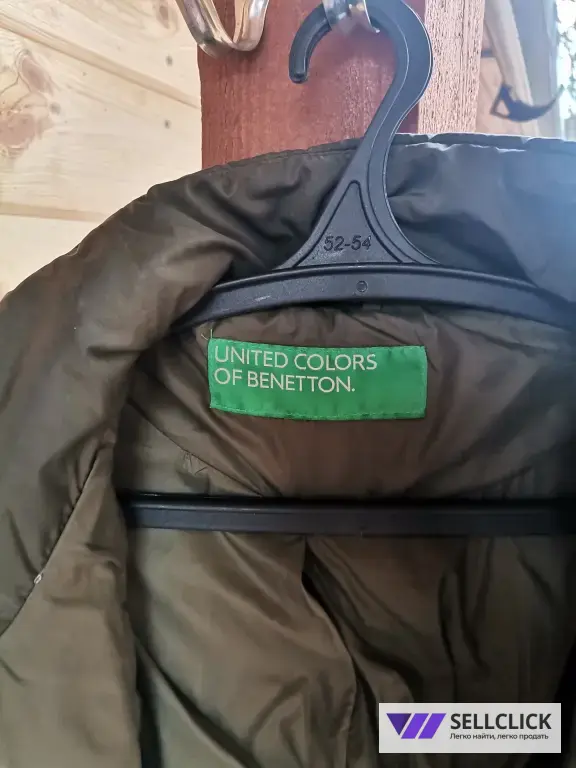 52-54
UNITED COLORS
OF BENETTON.
SELLCLICK
Легко найти, легко продать